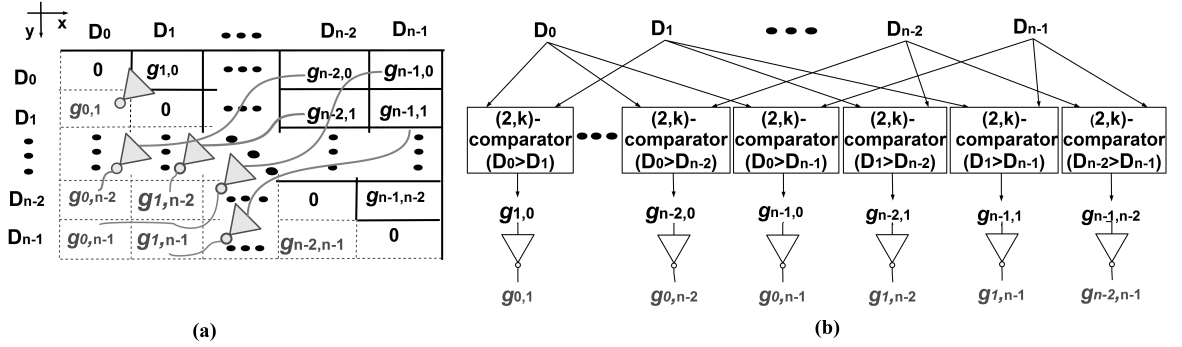 x
y
D0 D1 ••• Dn-2 Dn-1
D0 0 g1,0 ••• gn-2,0 gn-1,0
D1 g0,1 0 ••• gn-2,1 gn-1,1
Dn-2 g0,n-2 g1,n-2 ••• 0 gn-1,n-2
Dn-1 g0,n-1 g1,n-1 ••• gn-2,n-1 0
(a)
D0 D1 ••• Dn-2 Dn-1
(2,k)-
comparator
(D0>D1)
•••
(2,k)-
comparator
(D0>Dn-2)
(2,k)-
comparator
(D0>Dn-1)
(2,k)-
comparator
(D1>Dn-2)
(2,k)-
comparator
(D1>Dn-1)
(2,k)-
comparator
(Dn-2>Dn-1)
g1,0 gn-2,0 gn-1,0 gn-2,1 gn-1,1 gn-1,n-2
g0,1 g0,n-2 g0,n-1 g1,n-2 g1,n-1 gn-2,n-1
(b)